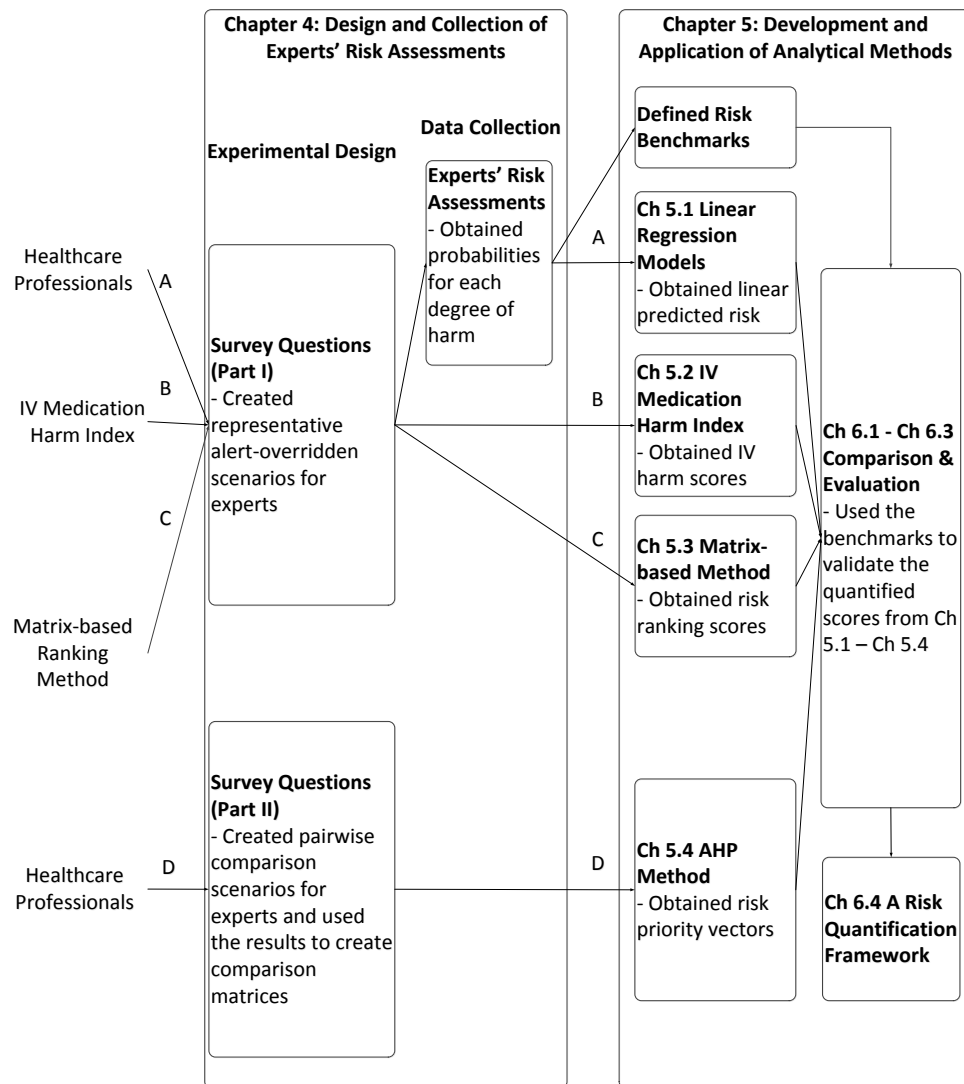 Chapter 4: Design and Collection of
Experts’ Risk Assessments
Chapter 5: Development and
Application of Analytical Methods
Experimental Design
Data Collection
Healthcare
Professionals
A
IV Medication
Harm Index
B
Matrix-based
Ranking
Method
C
Survey Questions
(Part I)
- Created
representative
alert-overridden
scenarios for
experts
Experts’ Risk
Assessments
- Obtained
probabilities
for each
degree of
harm
A
B
C
Defined Risk
Benchmarks
Ch 5.1 Linear
Regression
Models
- Obtained linear
predicted risk
Ch 5.2 IV
Medication
Harm Index
- Obtained IV
harm scores
Ch 5.3 Matrix-
based Method
- Obtained risk
ranking scores
Ch 6.1 - Ch 6.3
Comparison &
Evaluation
- Used the
benchmarks to
validate the
quantified
scores from Ch
5.1 – Ch 5.4
Healthcare
Professionals
D
Survey Questions
(Part II)
- Created pairwise
comparison
scenarios for
experts and used
the results to create
comparison
matrices
D
Ch 5.4 AHP
Method
- Obtained risk
priority vectors
Ch 6.4 A Risk
Quantification
Framework